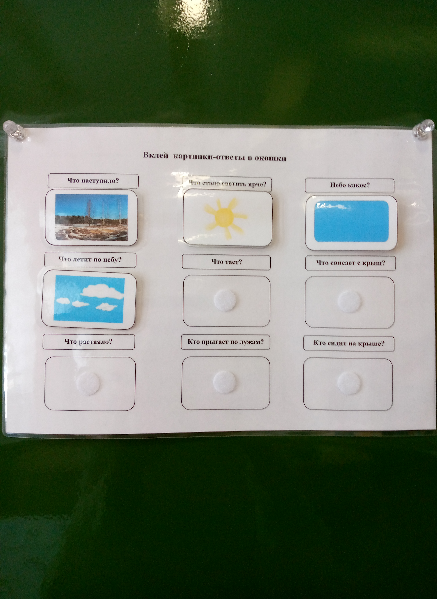 Вклей картинки-ответы в окошки
Что наступило?
Что стало светить ярче?
Небо какое?
Что летит по небу?
Что тает?
Что свисает с крыш?
Что растаяло?
Кто прыгает по лужам?
Кто сидит на крыше?